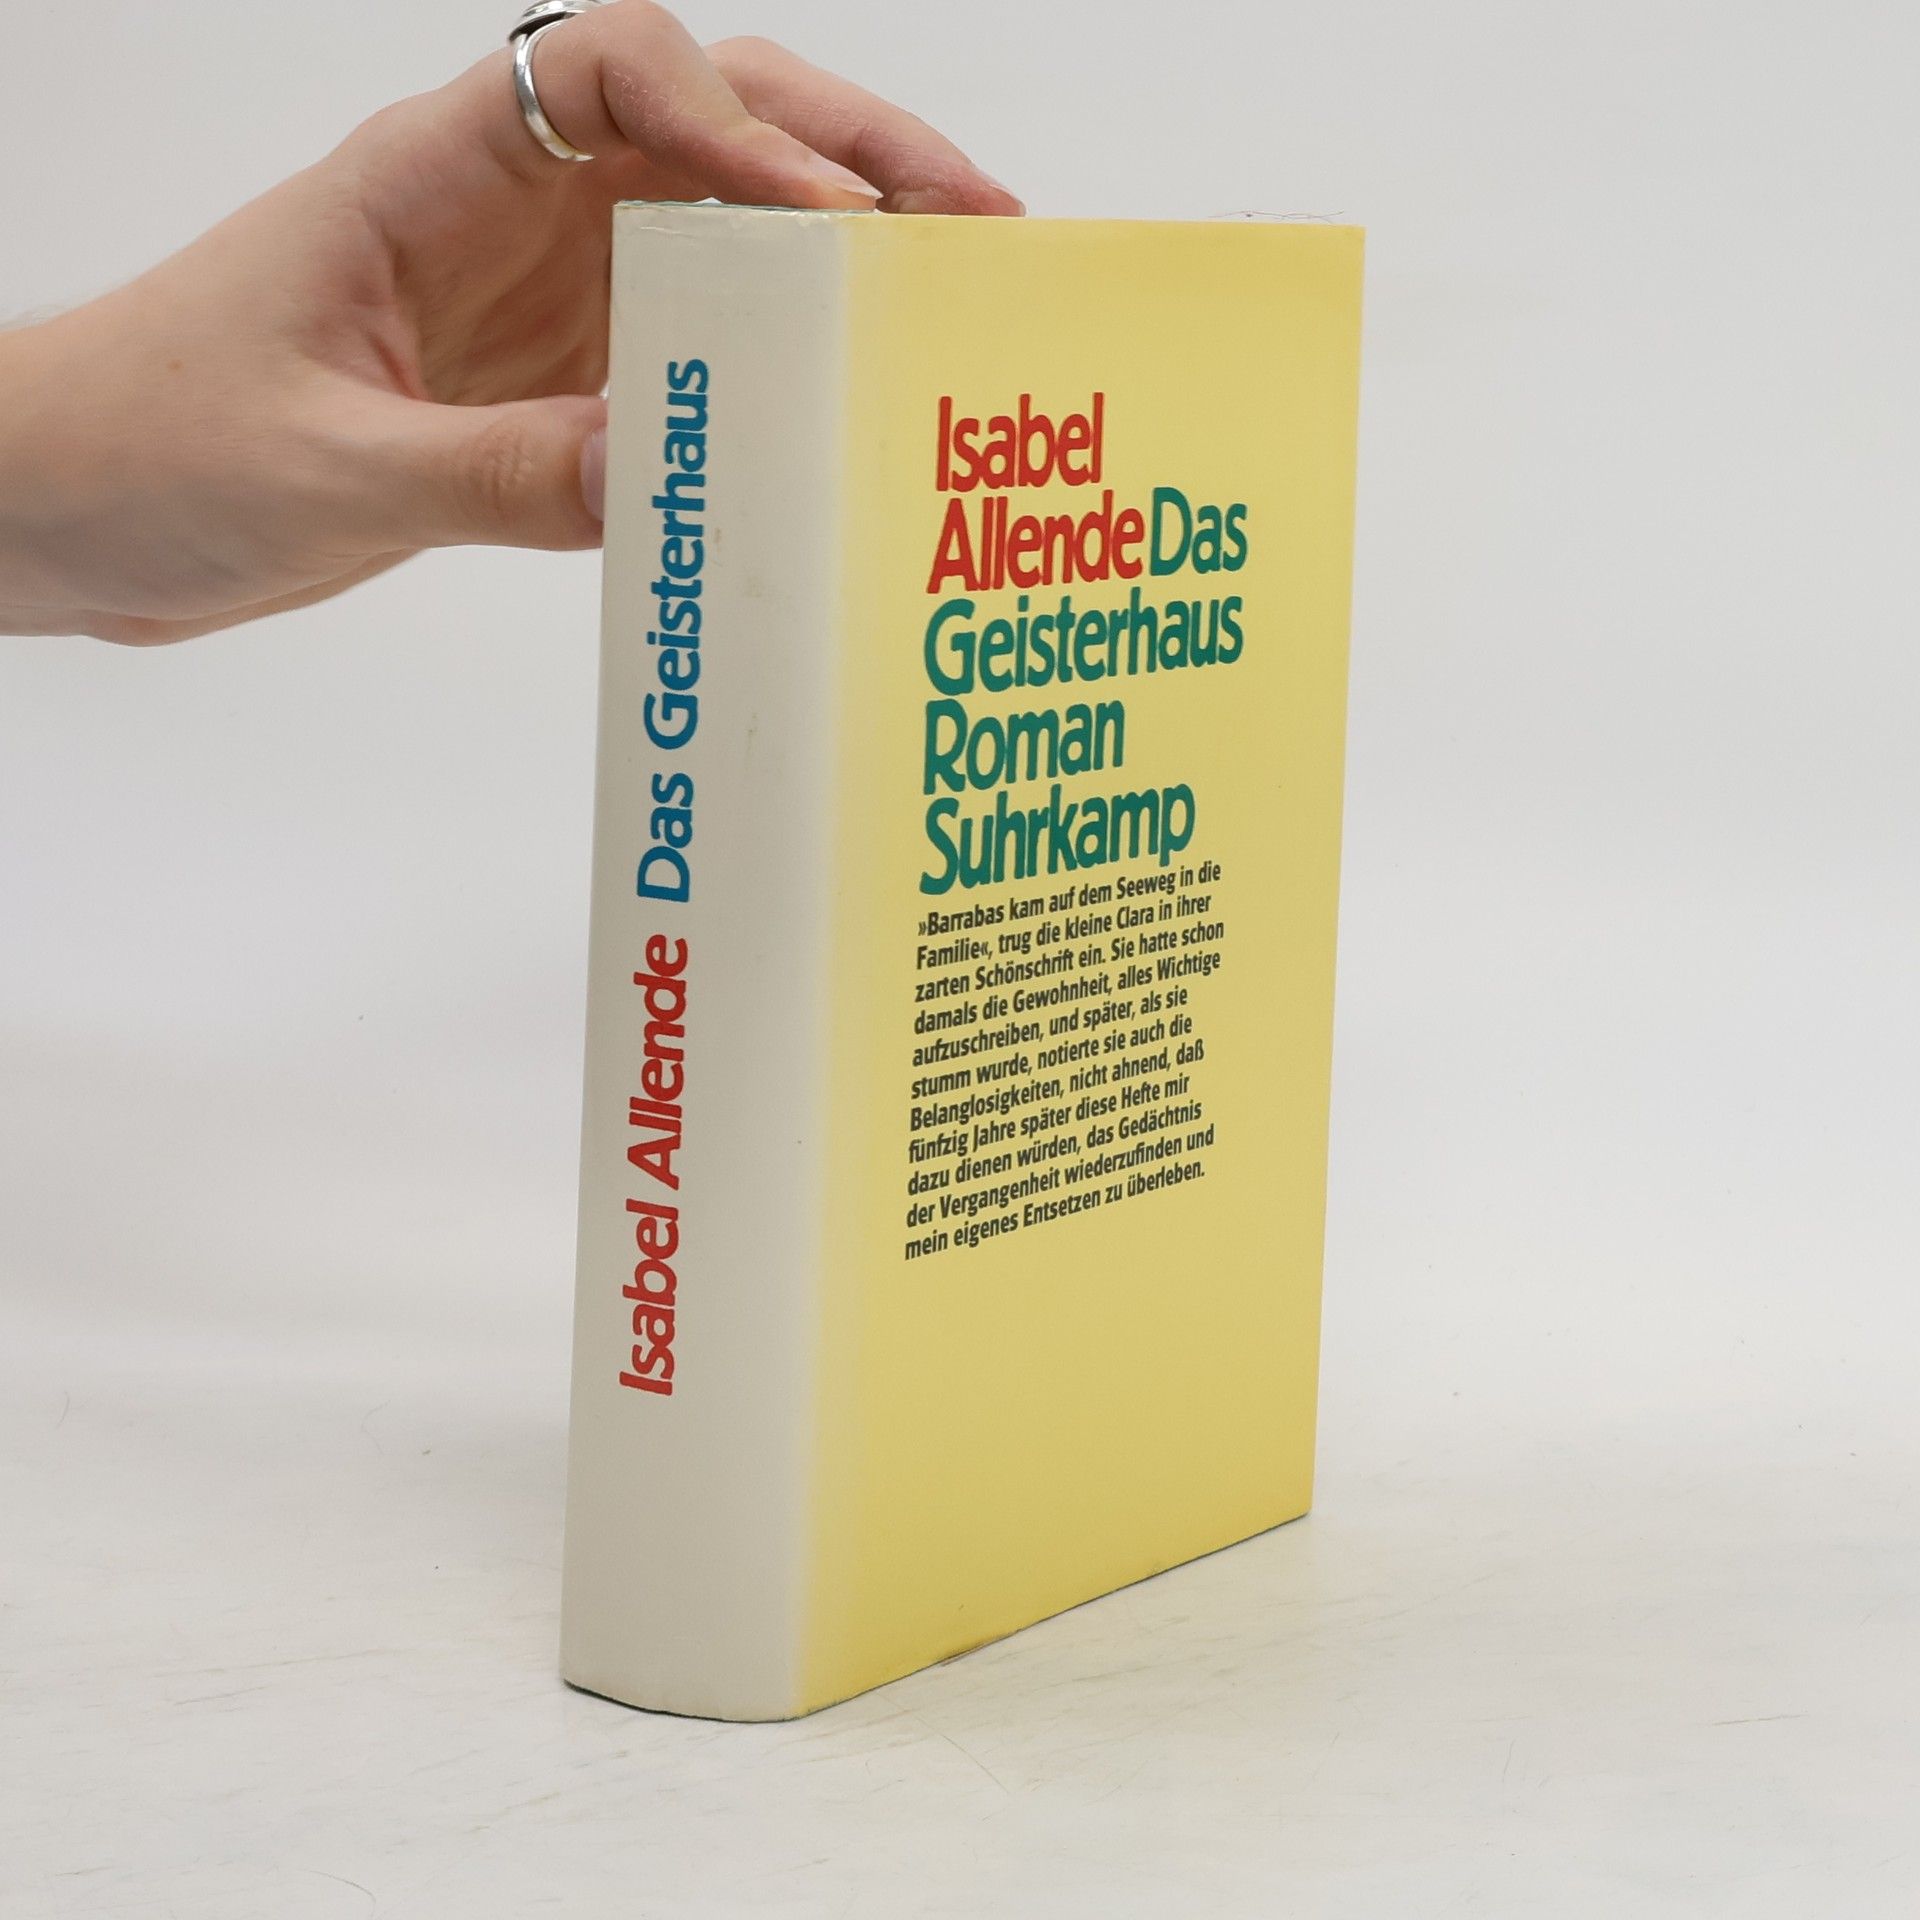 Isabel Allende Das Geisterhaus
Isabel
Allende Das
Geisterhaus
Roman
Suhrkamp
»Barrabas kam auf dem Seeweg in die
Familie«, trug die kleine Clara in ihrer
zarten Schönschrift ein. Sie hatte schon
damals die Gewohnheit, alles Wichtige
aufzuschreiben, und später, als sie
stumm wurde, notierte sie auch die
Belanglosigkeiten, nicht ahnend, daß
fünfzig Jahre später diese Hefte mir
dazu dienen würden, das Gedächtnis
der Vergangenheit wiederzufinden und
mein eigenes Entsetzen zu überleben.